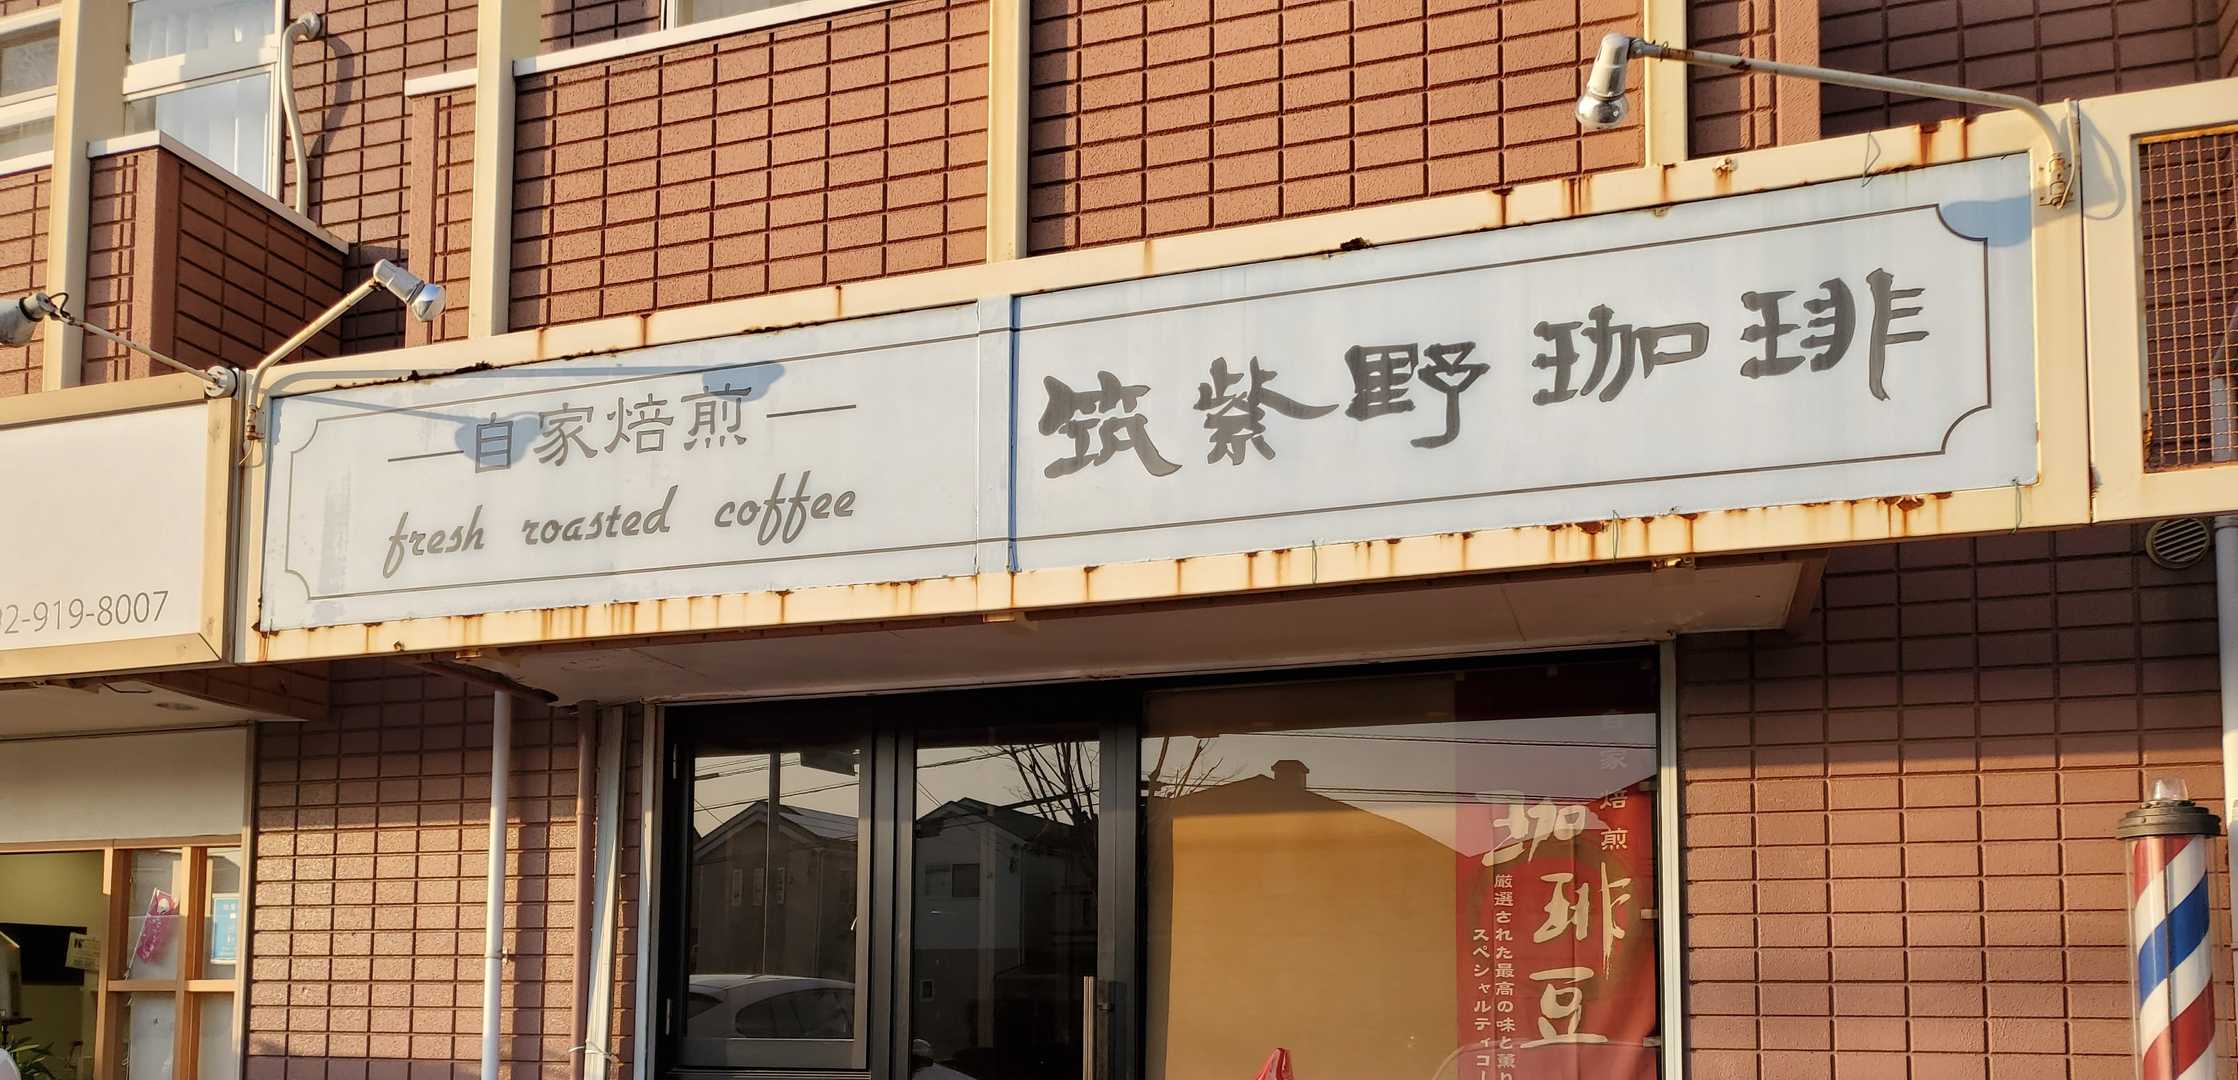 自家焙煎
fresh roasted coffee
筑紫野珈琲
2-919-8007
自家焙煎
珈琲豆
厳選された最高の味と薫り
スペシャルティコー